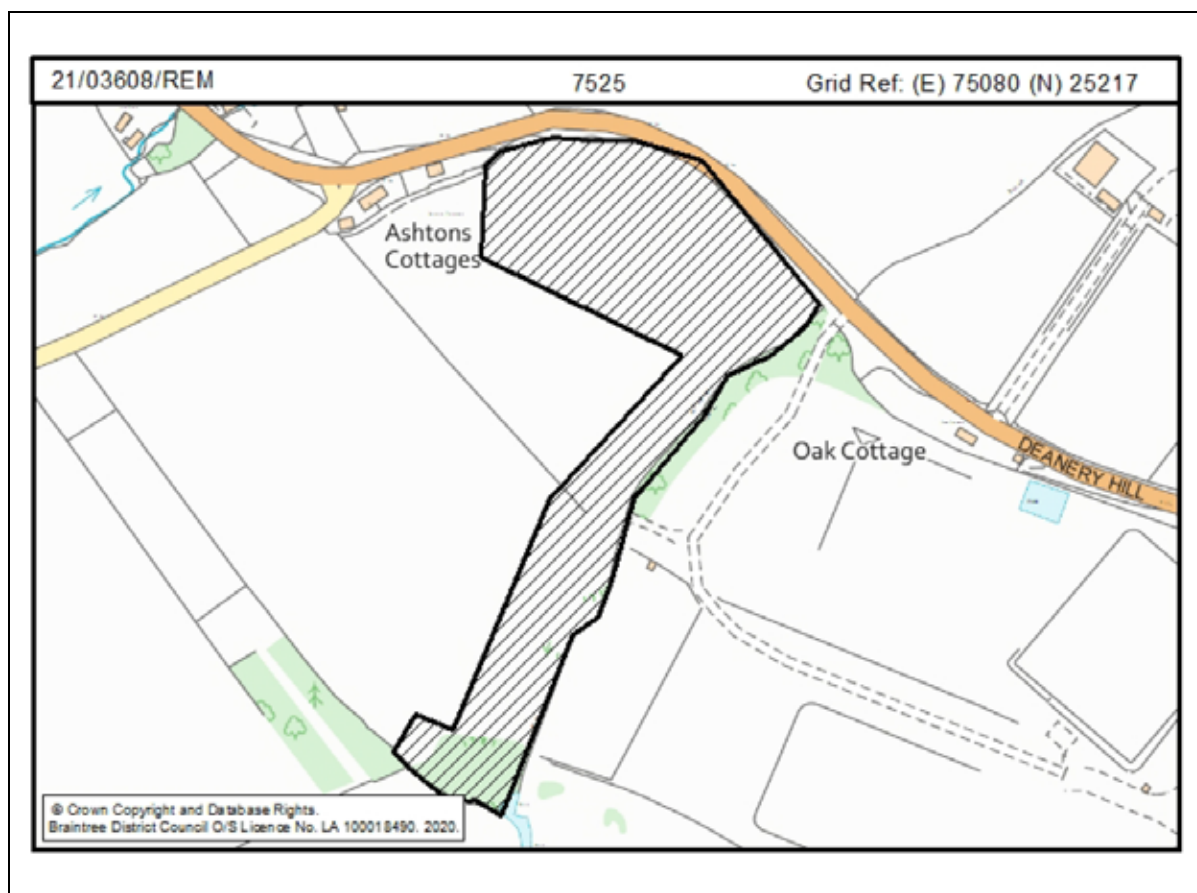 21/03608/REM 7525 Grid Ref: (E) 75080 (N) 25217
Ashtons
Cottages
Oak Cottage
DEANERY HILL
© Crown Copyright and Database Rights.
Braintree District Council O/S Licence No. LA 100018490. 2020.